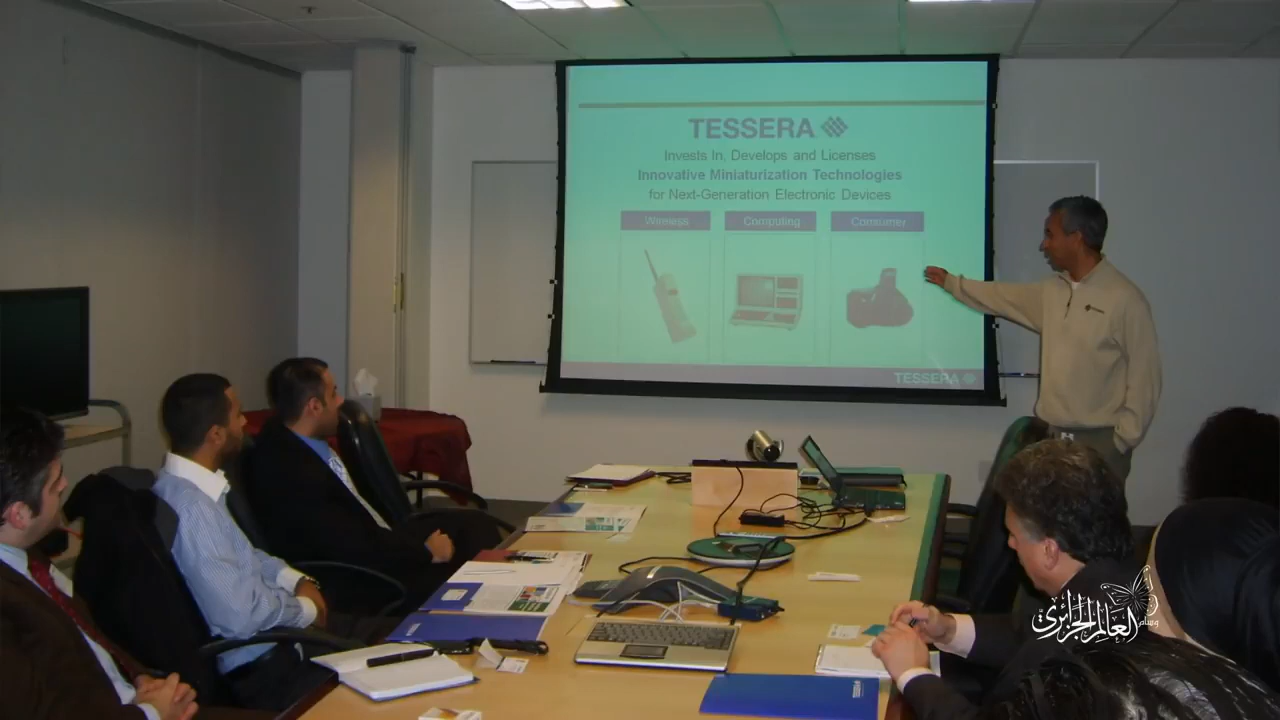 TESSERA
Invests In, Develops and Licenses
Innovative Miniaturization Technologies
for Next-Generation Electronic Devices
Wireless
Computing
Consumer
TESSERA
العالم الجزائري
وسام